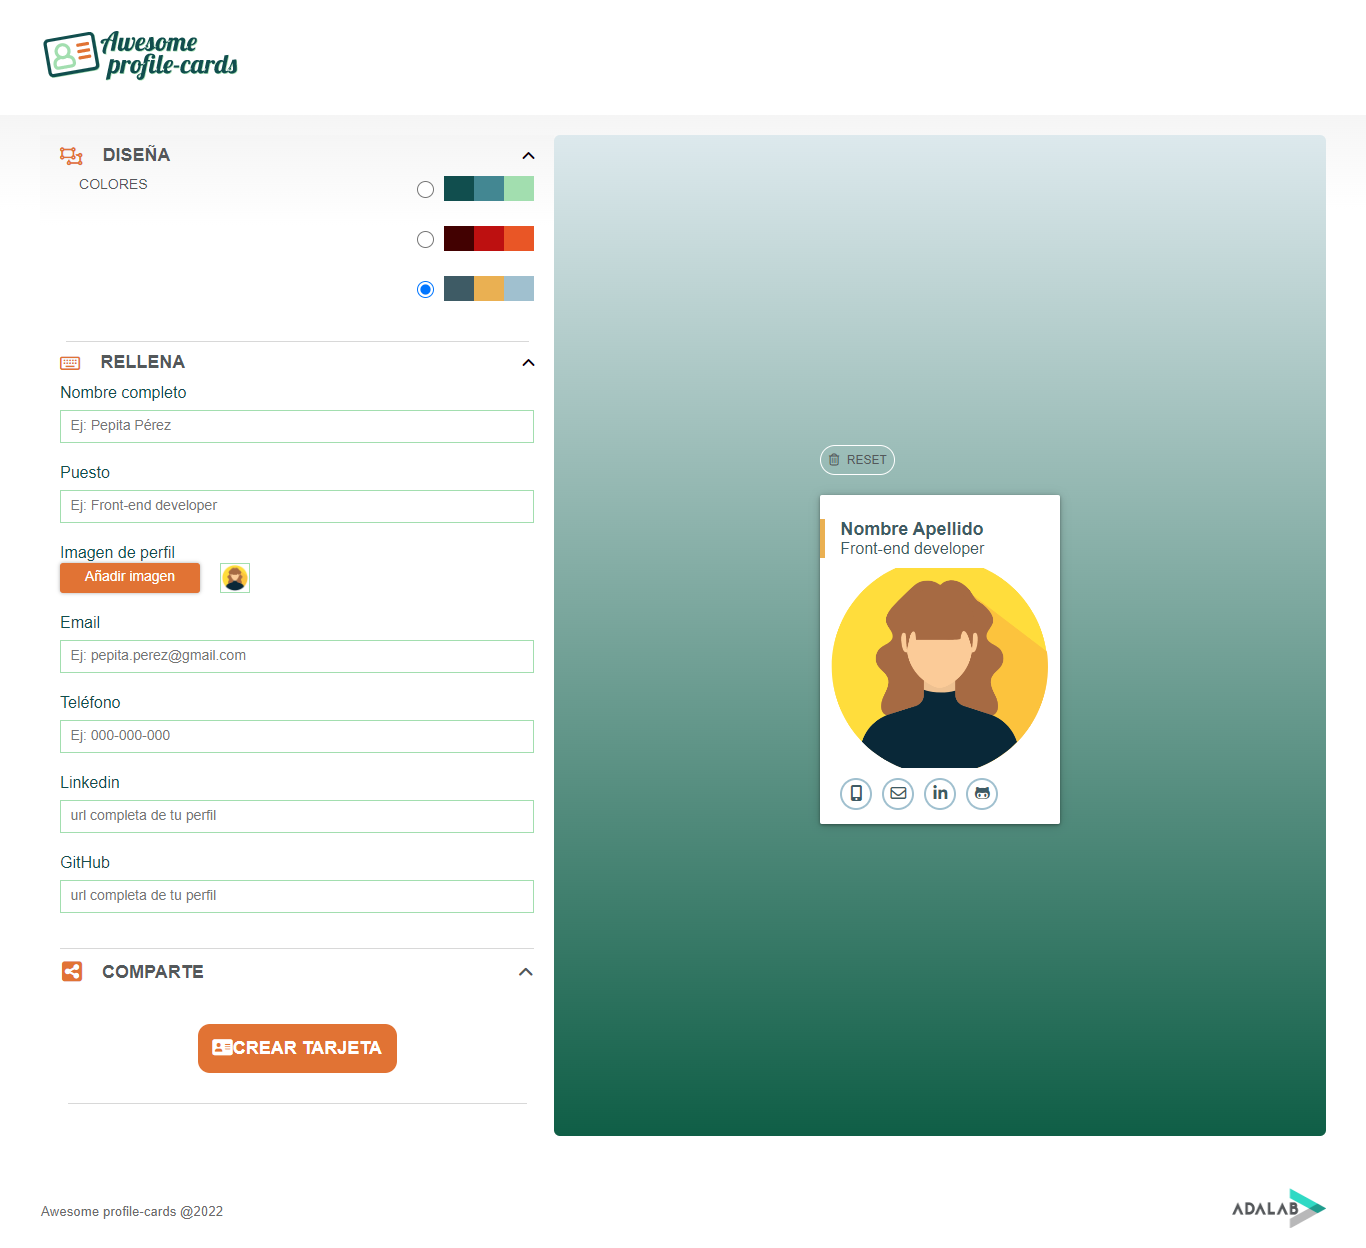 Awesome
profile-cards
DISEÑA
COLORES
RELLENA
Nombre completo
Ej: Pepita Pérez
Puesto
Ej: Front-end developer
Imagen de perfil
Añadir imagen
Email
Ej: pepita.perez@gmail.com
Teléfono
Ej: 000-000-000
Linkedin
url completa de tu perfil
GitHub
url completa de tu perfil
COMPARTE
CREAR TARJETA
RESET
Nombre Apellido
Front-end developer
in
Awesome profile-cards @2022
ADALAB